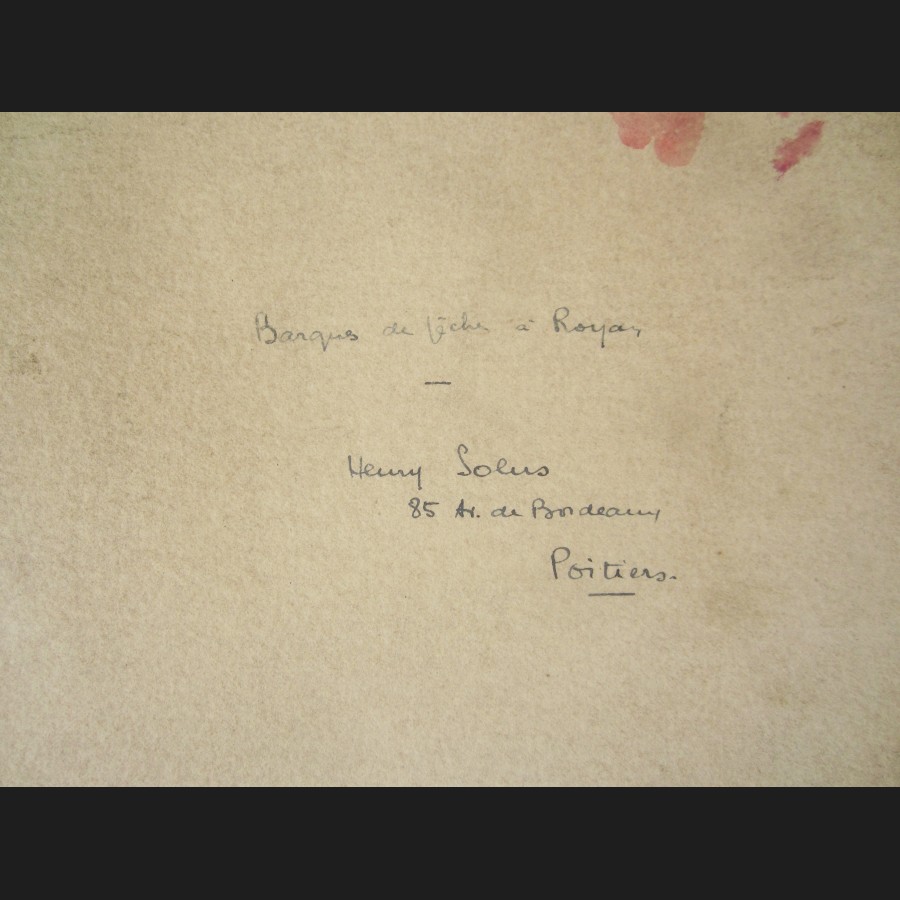 Barques de pêche à Royan
—
Henry Solus
85 Av. de Bordeaux
Poitiers.